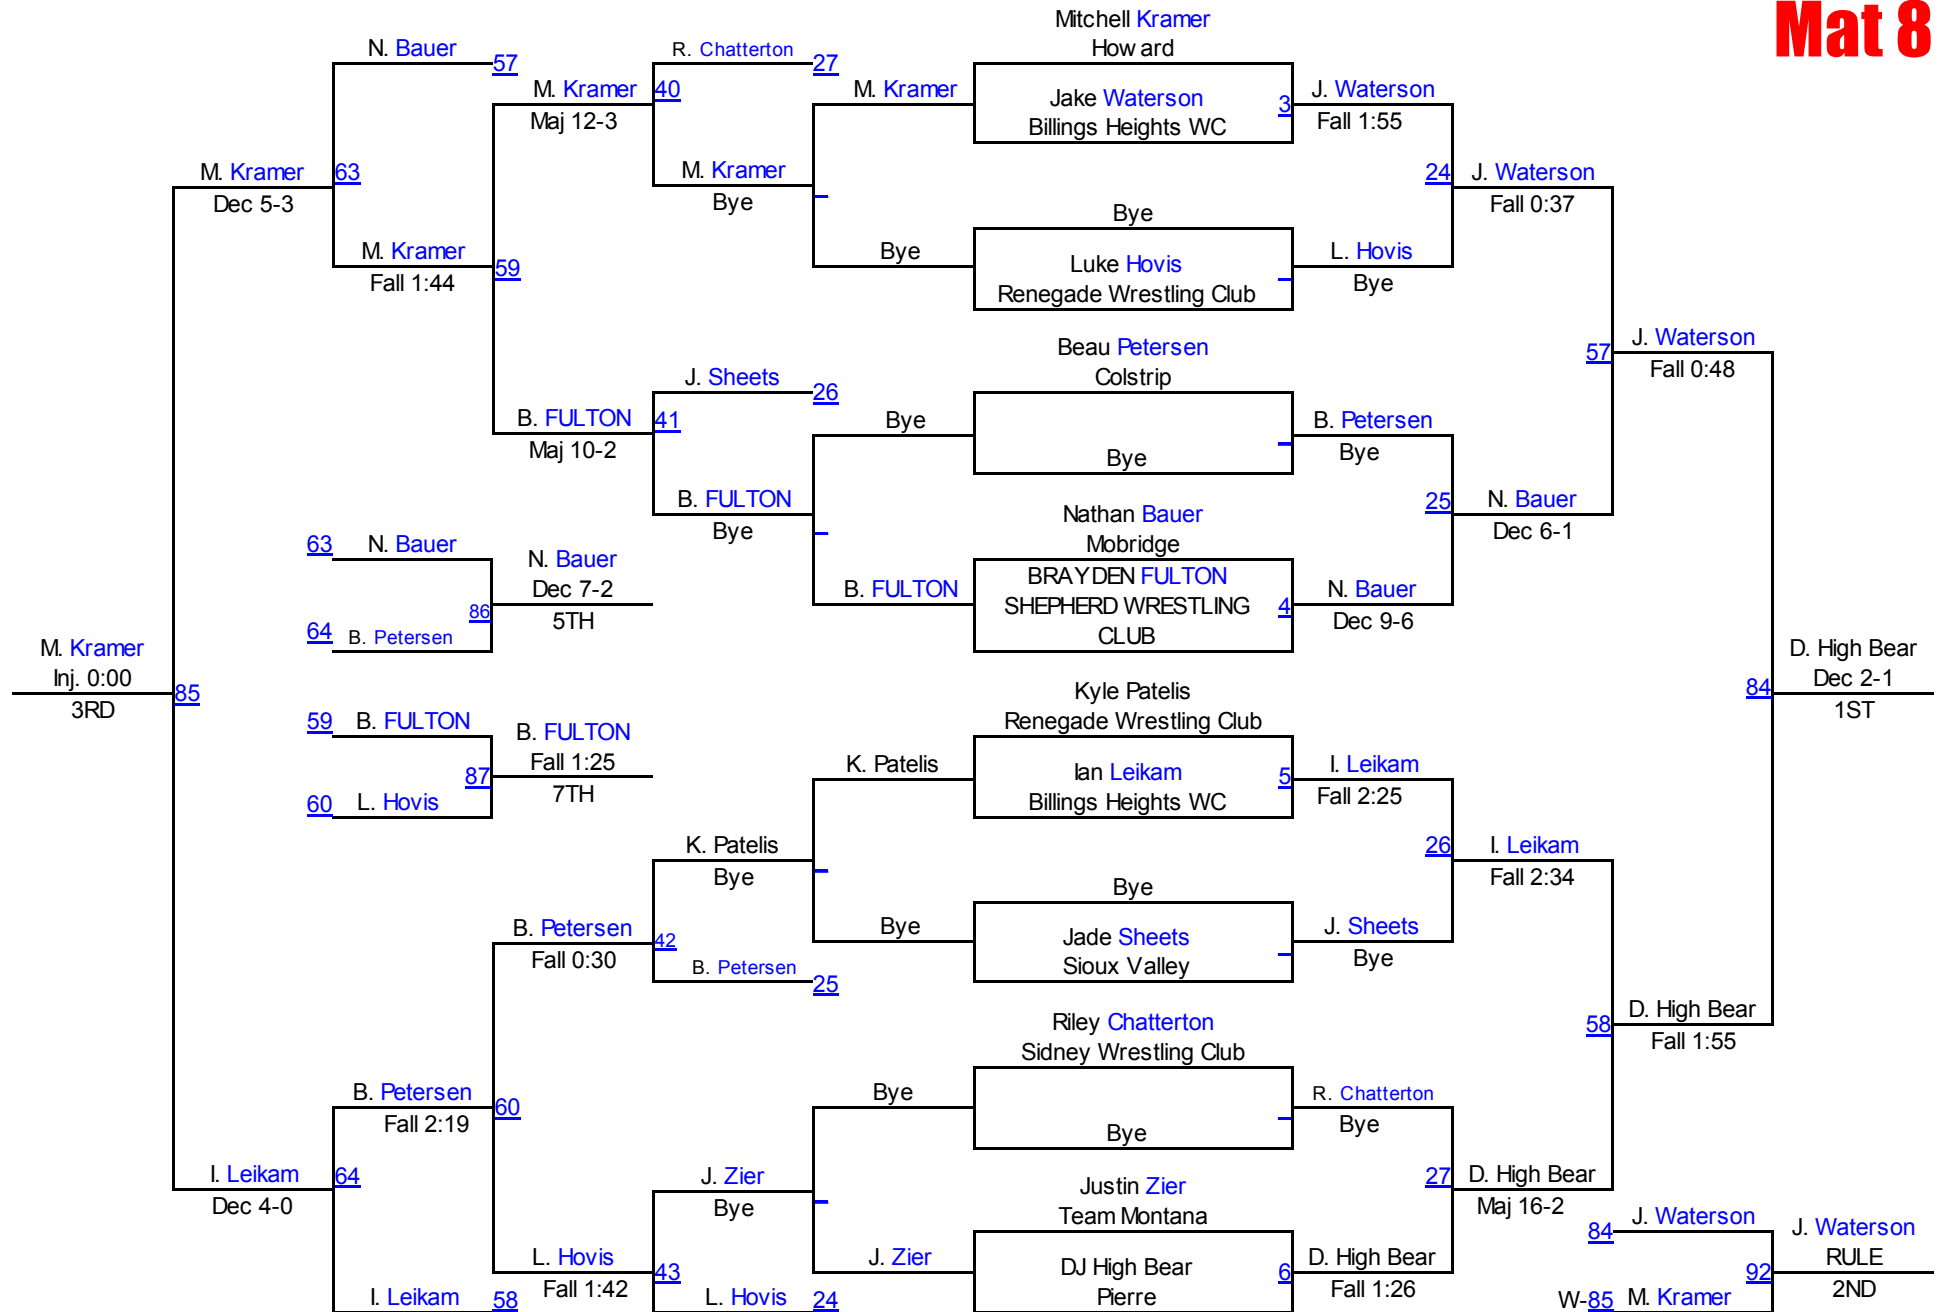 Mat 8
Mitchell Kramer
How ard
N. Bauer
57
R. Chatterton
27
M. Kramer
40
Maj 12-3
M. Kramer
Jake Waterson
Billings Heights WC
3
J. Waterson
Fall 1:55
M. Kramer
63
Dec 5-3
M. Kramer
Bye
24
J. Waterson
Fall 0:37
Bye
M. Kramer
59
Fall 1:44
Bye
Luke Hovis
Renegade Wrestling Club
L. Hovis
Bye
Beau Petersen
Colstrip
57
J. Waterson
Fall 0:48
J. Sheets
26
B. FULTON
41
Maj 10-2
Bye
Bye
B. Petersen
Bye
B. FULTON
Bye
Nathan Bauer
Mobridge
25
N. Bauer
Dec 6-1
63
N. Bauer
N. Bauer
Dec 7-2
86
5TH
64
B. Petersen
B. FULTON
BRAYDEN FULTON
SHEPHERD WRESTLING
CLUB
4
N. Bauer
Dec 9-6
M. Kramer
Inj. 0:00
85
3RD
D. High Bear
Dec 2-1
84
1ST
Kyle Patelis
Renegade Wrestling Club
59
B. FULTON
B. FULTON
Fall 1:25
87
7TH
60
L. Hovis
K. Patelis
Ian Leikam
Billings Heights WC
5
I. Leikam
Fall 2:25
K. Patelis
Bye
26
I. Leikam
Fall 2:34
Bye
B. Petersen
42
Fall 0:30
Bye
Jade Sheets
Sioux Valley
J. Sheets
Bye
B. Petersen
25
58
D. High Bear
Fall 1:55
Riley Chatterton
Sidney Wrestling Club
B. Petersen
60
Fall 2:19
Bye
Bye
R. Chatterton
Bye
I. Leikam
64
Dec 4-0
J. Zier
Bye
Justin Zier
Team Montana
27
D. High Bear
Maj 16-2
84
J. Waterson
J. Waterson
RULE
92
2ND
L. Hovis
43
Fall 1:42
J. Zier
DJ High Bear
Pierre
6
D. High Bear
Fall 1:26
I. Leikam
58
L. Hovis
24
W-85
M. Kramer